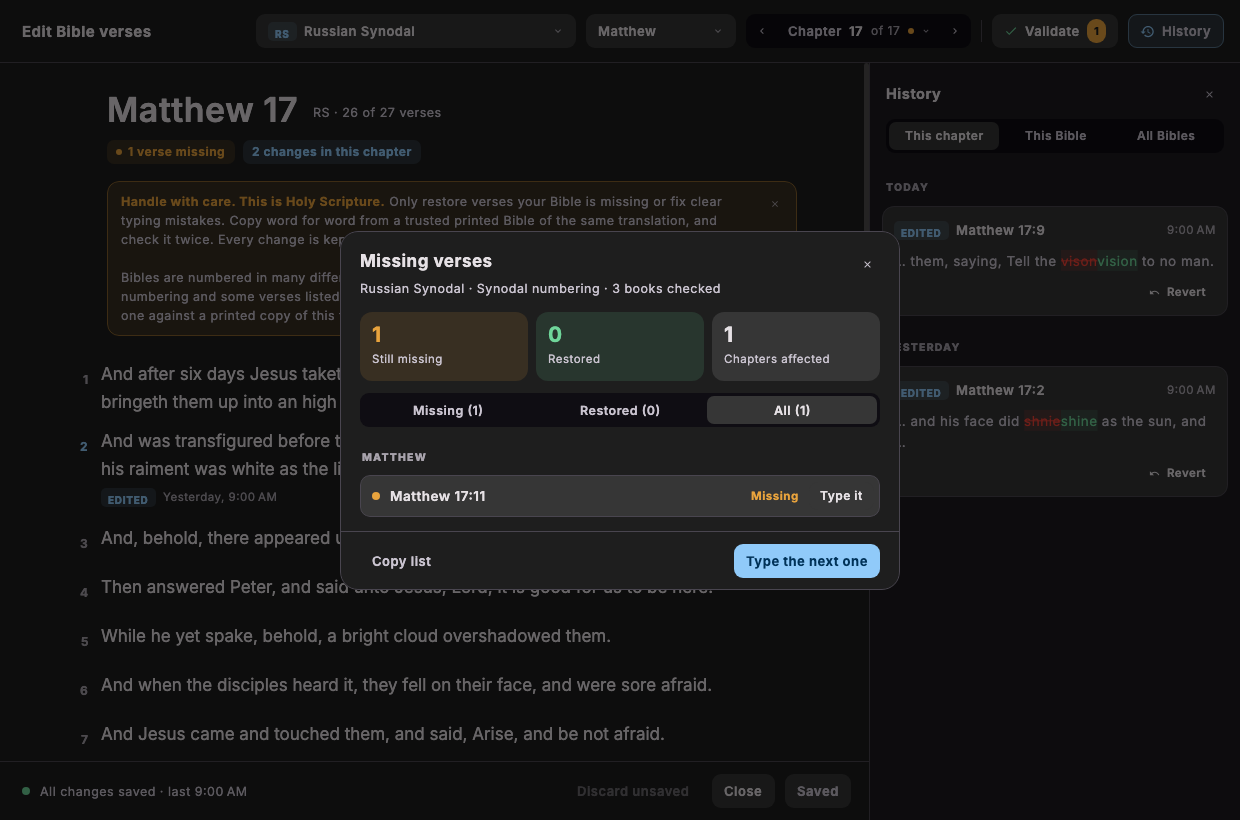 Edit Bible verses
RS Russian Synodal
Matthew
Chapter 17 of 17
Validate 1
History
Matthew 17 RS · 26 of 27 verses
1 verse missing
2 changes in this chapter
Handle with care. This is Holy Scripture. Only restore verses your Bible is missing or fix clear
typing mistakes. Copy word for word from a trusted printed Bible of the same translation, and
check it twice. Every change is kep
Bibles are numbered in many differ
numbering and some verses listed
one against a printed copy of this
1 And after six days Jesus taket
bringeth them up into an high
2 And was transfigured before t
his raiment was white as the li
EDITED Yesterday, 9:00 AM
3 And, behold, there appeared u
4 Then answered Peter, and said unto Jesus, Lord, it is good for us to be here.
5 While he yet spake, behold, a bright cloud overshadowed them.
6 And when the disciples heard it, they fell on their face, and were sore afraid.
7 And Jesus came and touched them, and said, Arise, and be not afraid.
All changes saved · last 9:00 AM
Discard unsaved
Close
Saved
Missing verses
Russian Synodal · Synodal numbering · 3 books checked
1
Still missing
0
Restored
1
Chapters affected
Missing (1)
Restored (0)
All (1)
MATTHEW
Matthew 17:11 Missing Type it
Copy list
Type the next one
History
This chapter
This Bible
All Bibles
TODAY
EDITED Matthew 17:9 9:00 AM
.. them, saying, Tell the visonvision to no man.
Revert
ESTERDAY
EDITED Matthew 17:2 9:00 AM
.. and his face did shnieshine as the sun, and
..
Revert